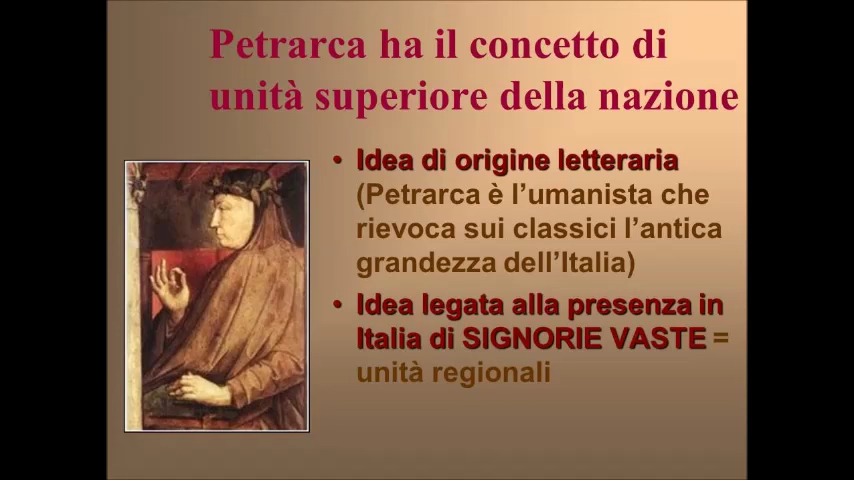 Petrarca ha il concetto di
unità superiore della nazione
• Idea di origine letteraria
(Petrarca è l’umanista che
rievoca sui classici l’antica
grandezza dell’Italia)
• Idea legata alla presenza in
Italia di SIGNORIE VASTE =
unità regionali